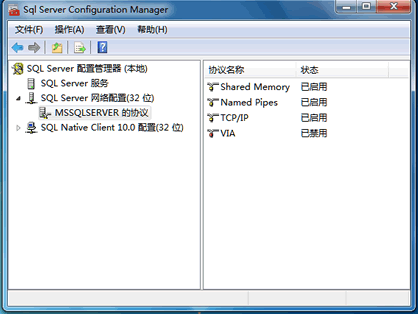 Sql Server Configuration Manager
文件(F) 操作(A) 查看(V) 帮助(H)
SQL Server 配置管理器 (本地)
SQL Server 服务
SQL Server 网络配置(32 位)
MSSQLSERVER 的协议
SQL Native Client 10.0 配置(32 位)
协议名称 状态
Shared Memory 已启用
Named Pipes 已启用
TCP/IP 已启用
VIA 已禁用